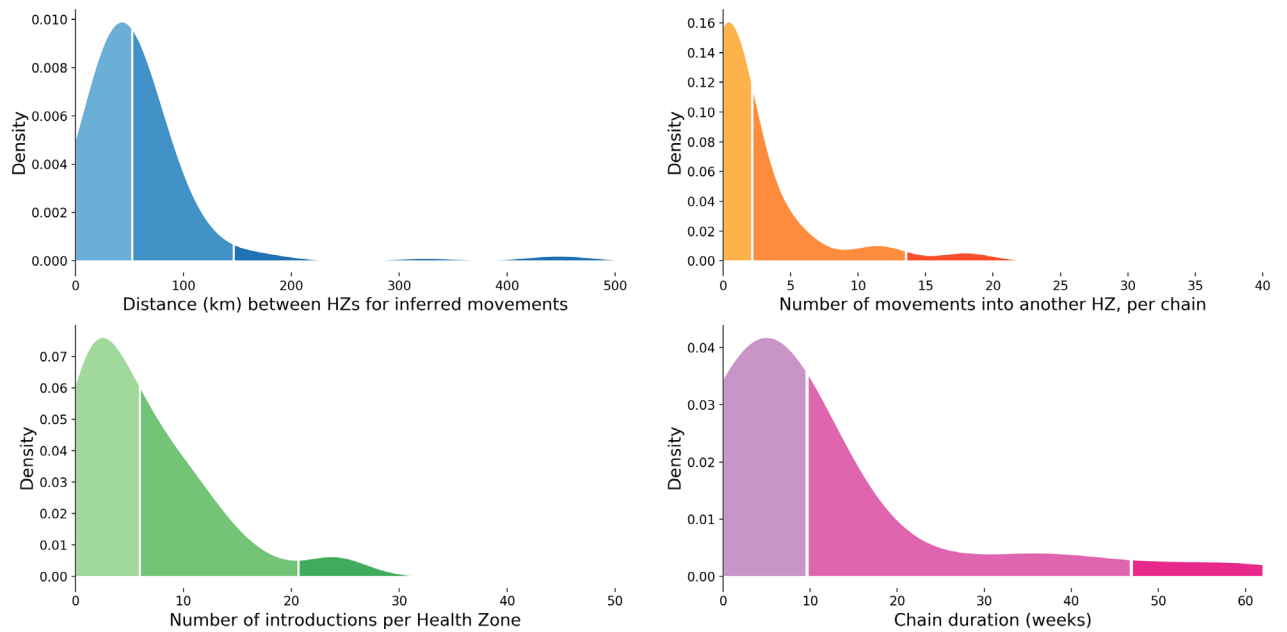 0.010
0.008
0.006
0.004
0.002
0.000
Density
0 100 200 300 400 500
Distance (km) between HZs for inferred movements
0.16
0.14
0.12
0.10
0.08
0.06
0.04
0.02
0.00
Density
0 5 10 15 20 25 30 35 40
Number of movements into another HZ, per chain
0.07
0.06
0.05
0.04
0.03
0.02
0.01
0.00
Density
0 10 20 30 40 50
Number of introductions per Health Zone
0.04
0.03
0.02
0.01
0.00
Density
0 10 20 30 40 50 60
Chain duration (weeks)